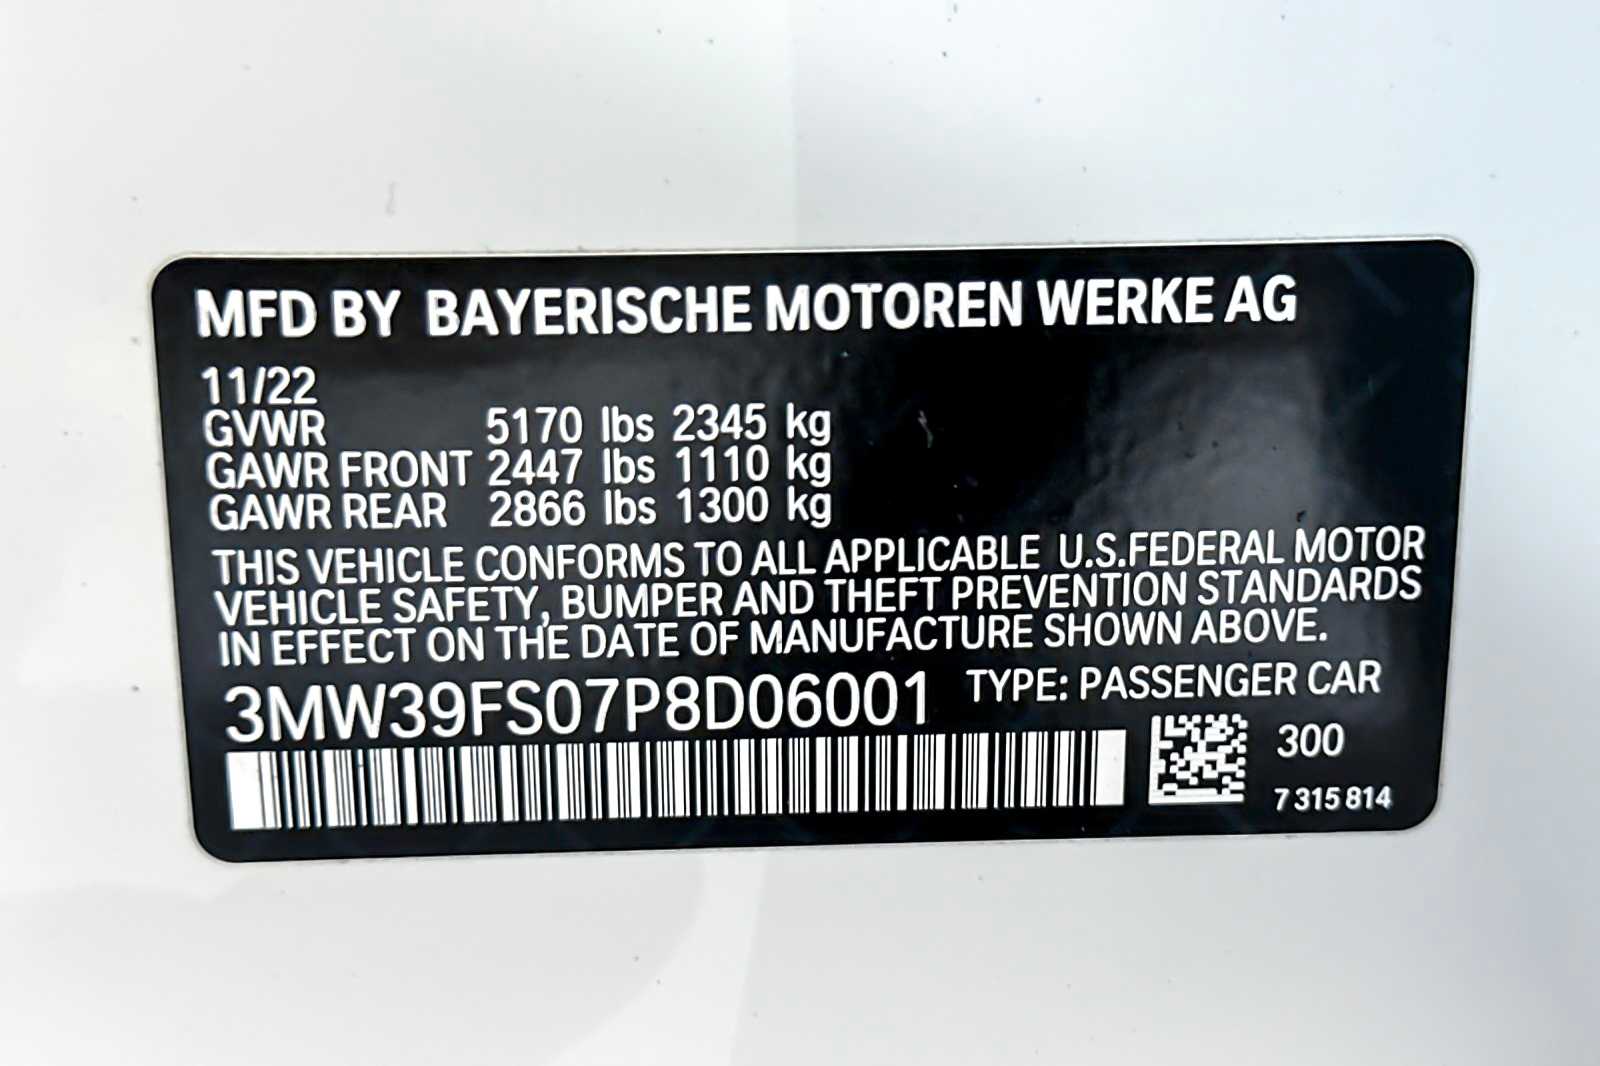 MFD BY BAYERISCHE MOTOREN WERKE AG
11/22
GVWR 5170 lbs 2345 kg
GAWR FRONT 2447 lbs 1110 kg
GAWR REAR 2866 lbs 1300 kg
THIS VEHICLE CONFORMS TO ALL APPLICABLE U.S.FEDERAL MOTOR
VEHICLE SAFETY, BUMPER AND THEFT PREVENTION STANDARDS
IN EFFECT ON THE DATE OF MANUFACTURE SHOWN ABOVE.
3MW39FS07P8D06001 TYPE: PASSENGER CAR
300
7 315 814